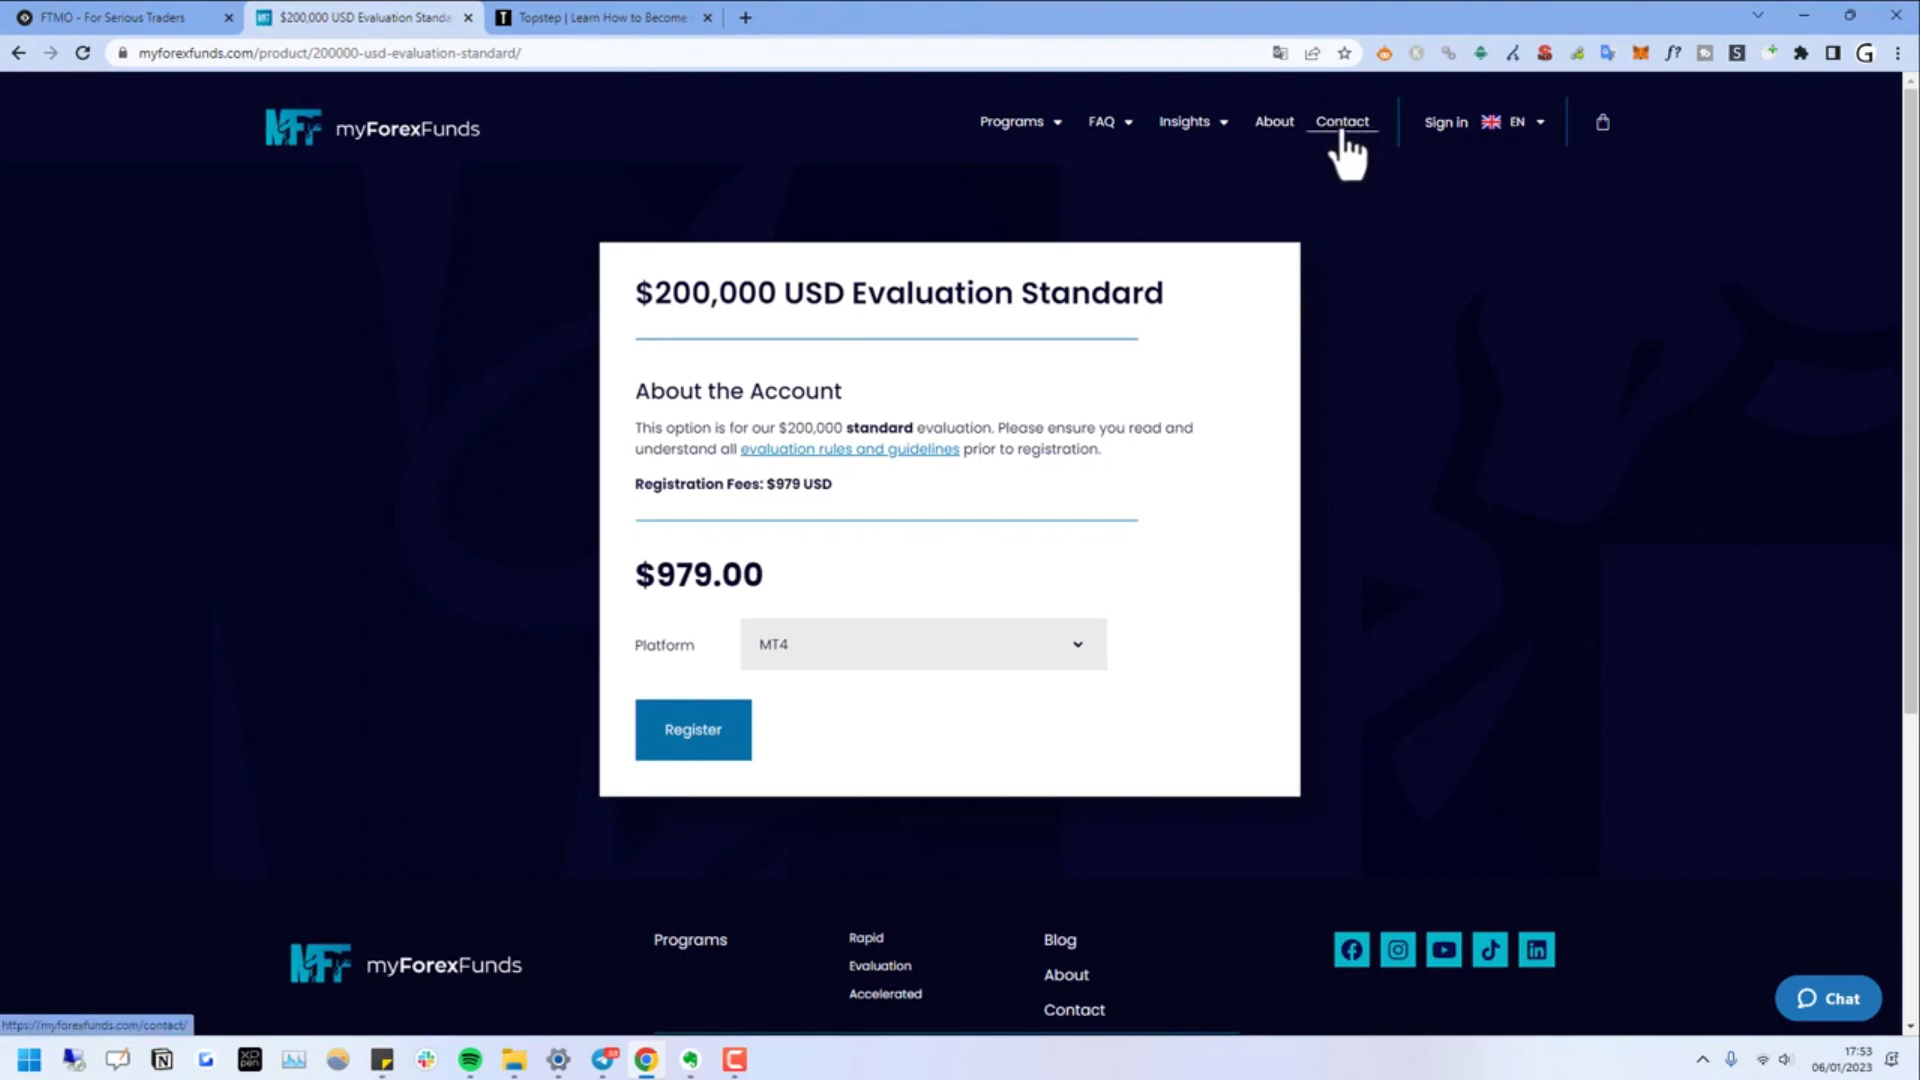 FTMO - For Serious Traders
$200,000 USD Evaluation Standa
Topstep | Learn How to Become
myforexfunds.com/product/200000-usd-evaluation-standard/
myForexFunds
Programs
FAQ
Insights
About
Contact
Sign in
EN
$200,000 USD Evaluation Standard
About the Account
This option is for our $200,000 standard evaluation. Please ensure you read and
understand all evaluation rules and guidelines prior to registration.
Registration Fees: $979 USD
$979.00
Platform
MT4
Register
myForexFunds
Programs
Rapid
Evaluation
Accelerated
Blog
About
Contact
Chat
https://myforexfunds.com/contact/
17:53
06/01/2023